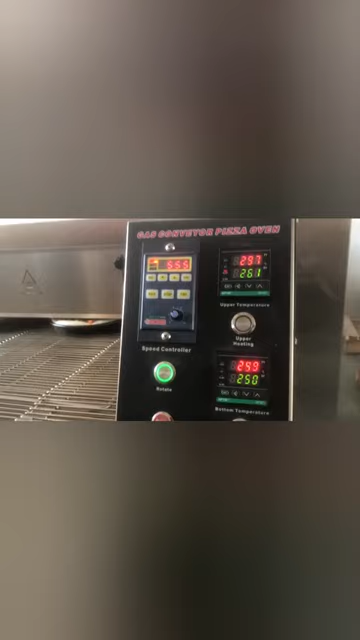 GAS CONVEYOR PIZZA OVEN
555
297
261
Upper Temperature
Speed Controller
Upper
Heating
Rotate
259
250
Bottom Temperature